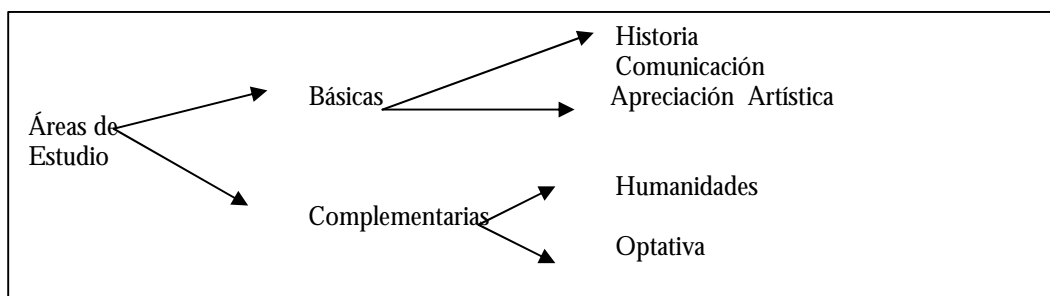 Historia
Comunicación
Básicas
Apreciación Artística
Áreas de
Estudio
Humanidades
Complementarias
Optativa